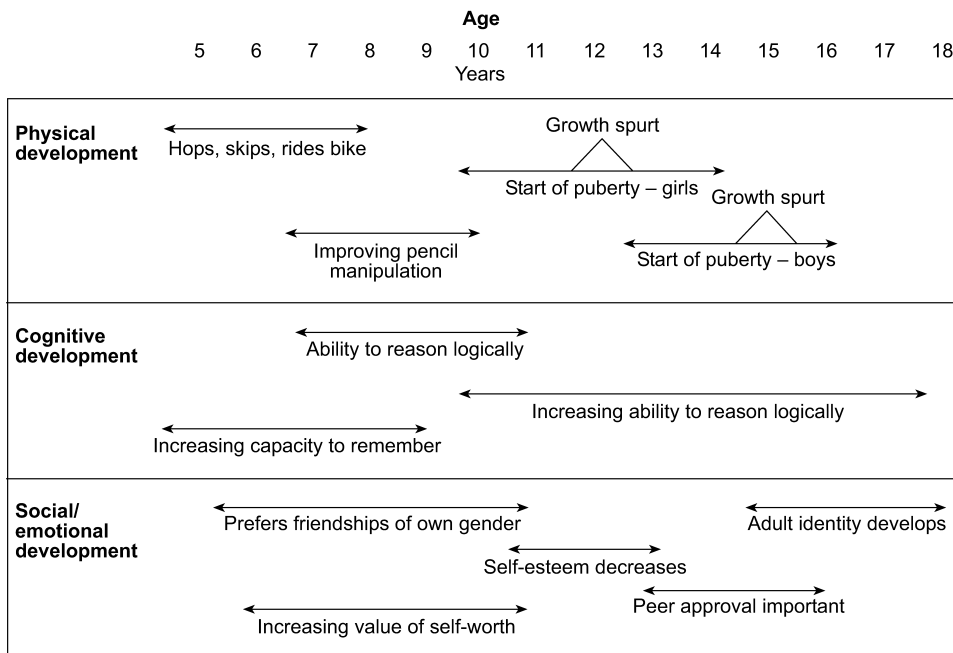 Age
5 6 7 8 9 10 11 12 13 14 15 16 17 18
Years
Physical
development
Hops, skips, rides bike
Growth spurt
Start of puberty – girls
Growth spurt
Improving pencil
manipulation
Start of puberty – boys
Cognitive
development
Ability to reason logically
Increasing ability to reason logically
Increasing capacity to remember
Social/
emotional
development
Prefers friendships of own gender
Adult identity develops
Self-esteem decreases
Peer approval important
Increasing value of self-worth